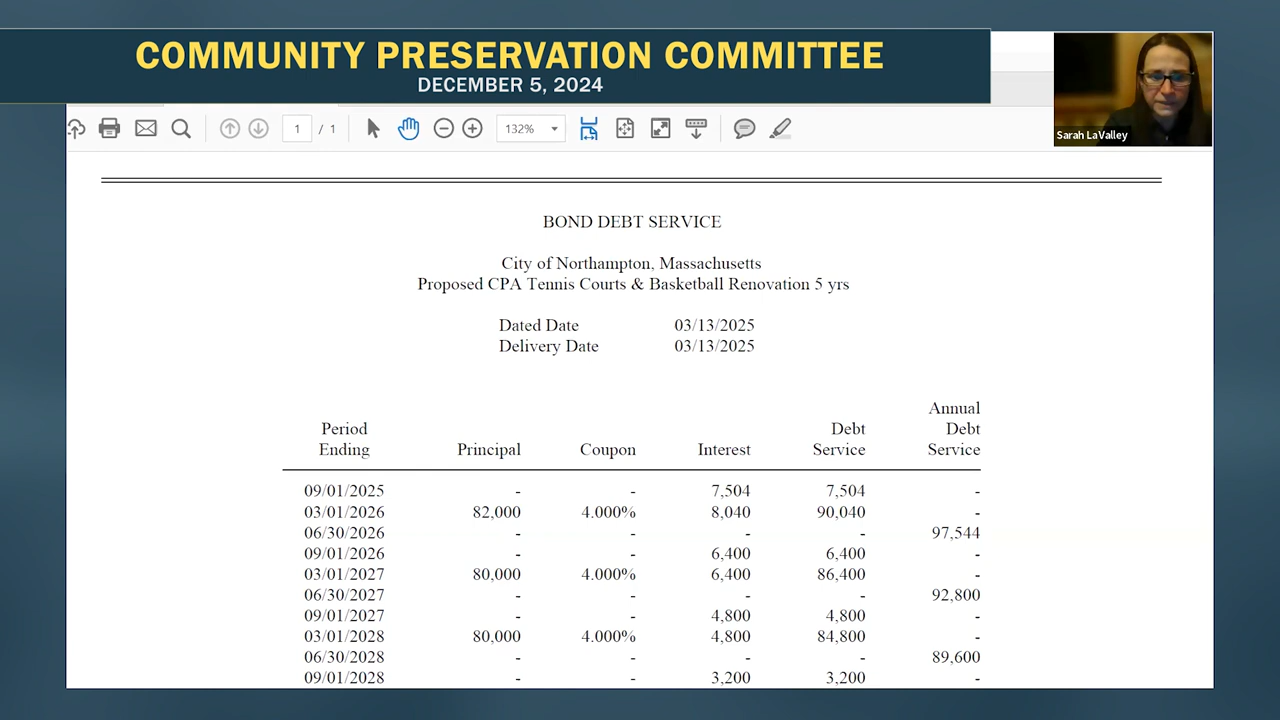 COMMUNITY PRESERVATION COMMITTEE
DECEMBER 5, 2024
Sarah LaValley
1 / 1 132%
BOND DEBT SERVICE
City of Northampton, Massachusetts
Proposed CPA Tennis Courts & Basketball Renovation 5 yrs
Dated Date 03/13/2025
Delivery Date 03/13/2025
Annual
Period Debt Debt
Ending Principal Coupon Interest Service Service
09/01/2025 - - 7,504 7,504 -
03/01/2026 82,000 4.000% 8,040 90,040 -
06/30/2026 - - - - 97,544
09/01/2026 - - 6,400 6,400 -
03/01/2027 80,000 4.000% 6,400 86,400 -
06/30/2027 - - - - 92,800
09/01/2027 - - 4,800 4,800 -
03/01/2028 80,000 4.000% 4,800 84,800 -
06/30/2028 - - - - 89,600
09/01/2028 - - 3,200 3,200 -